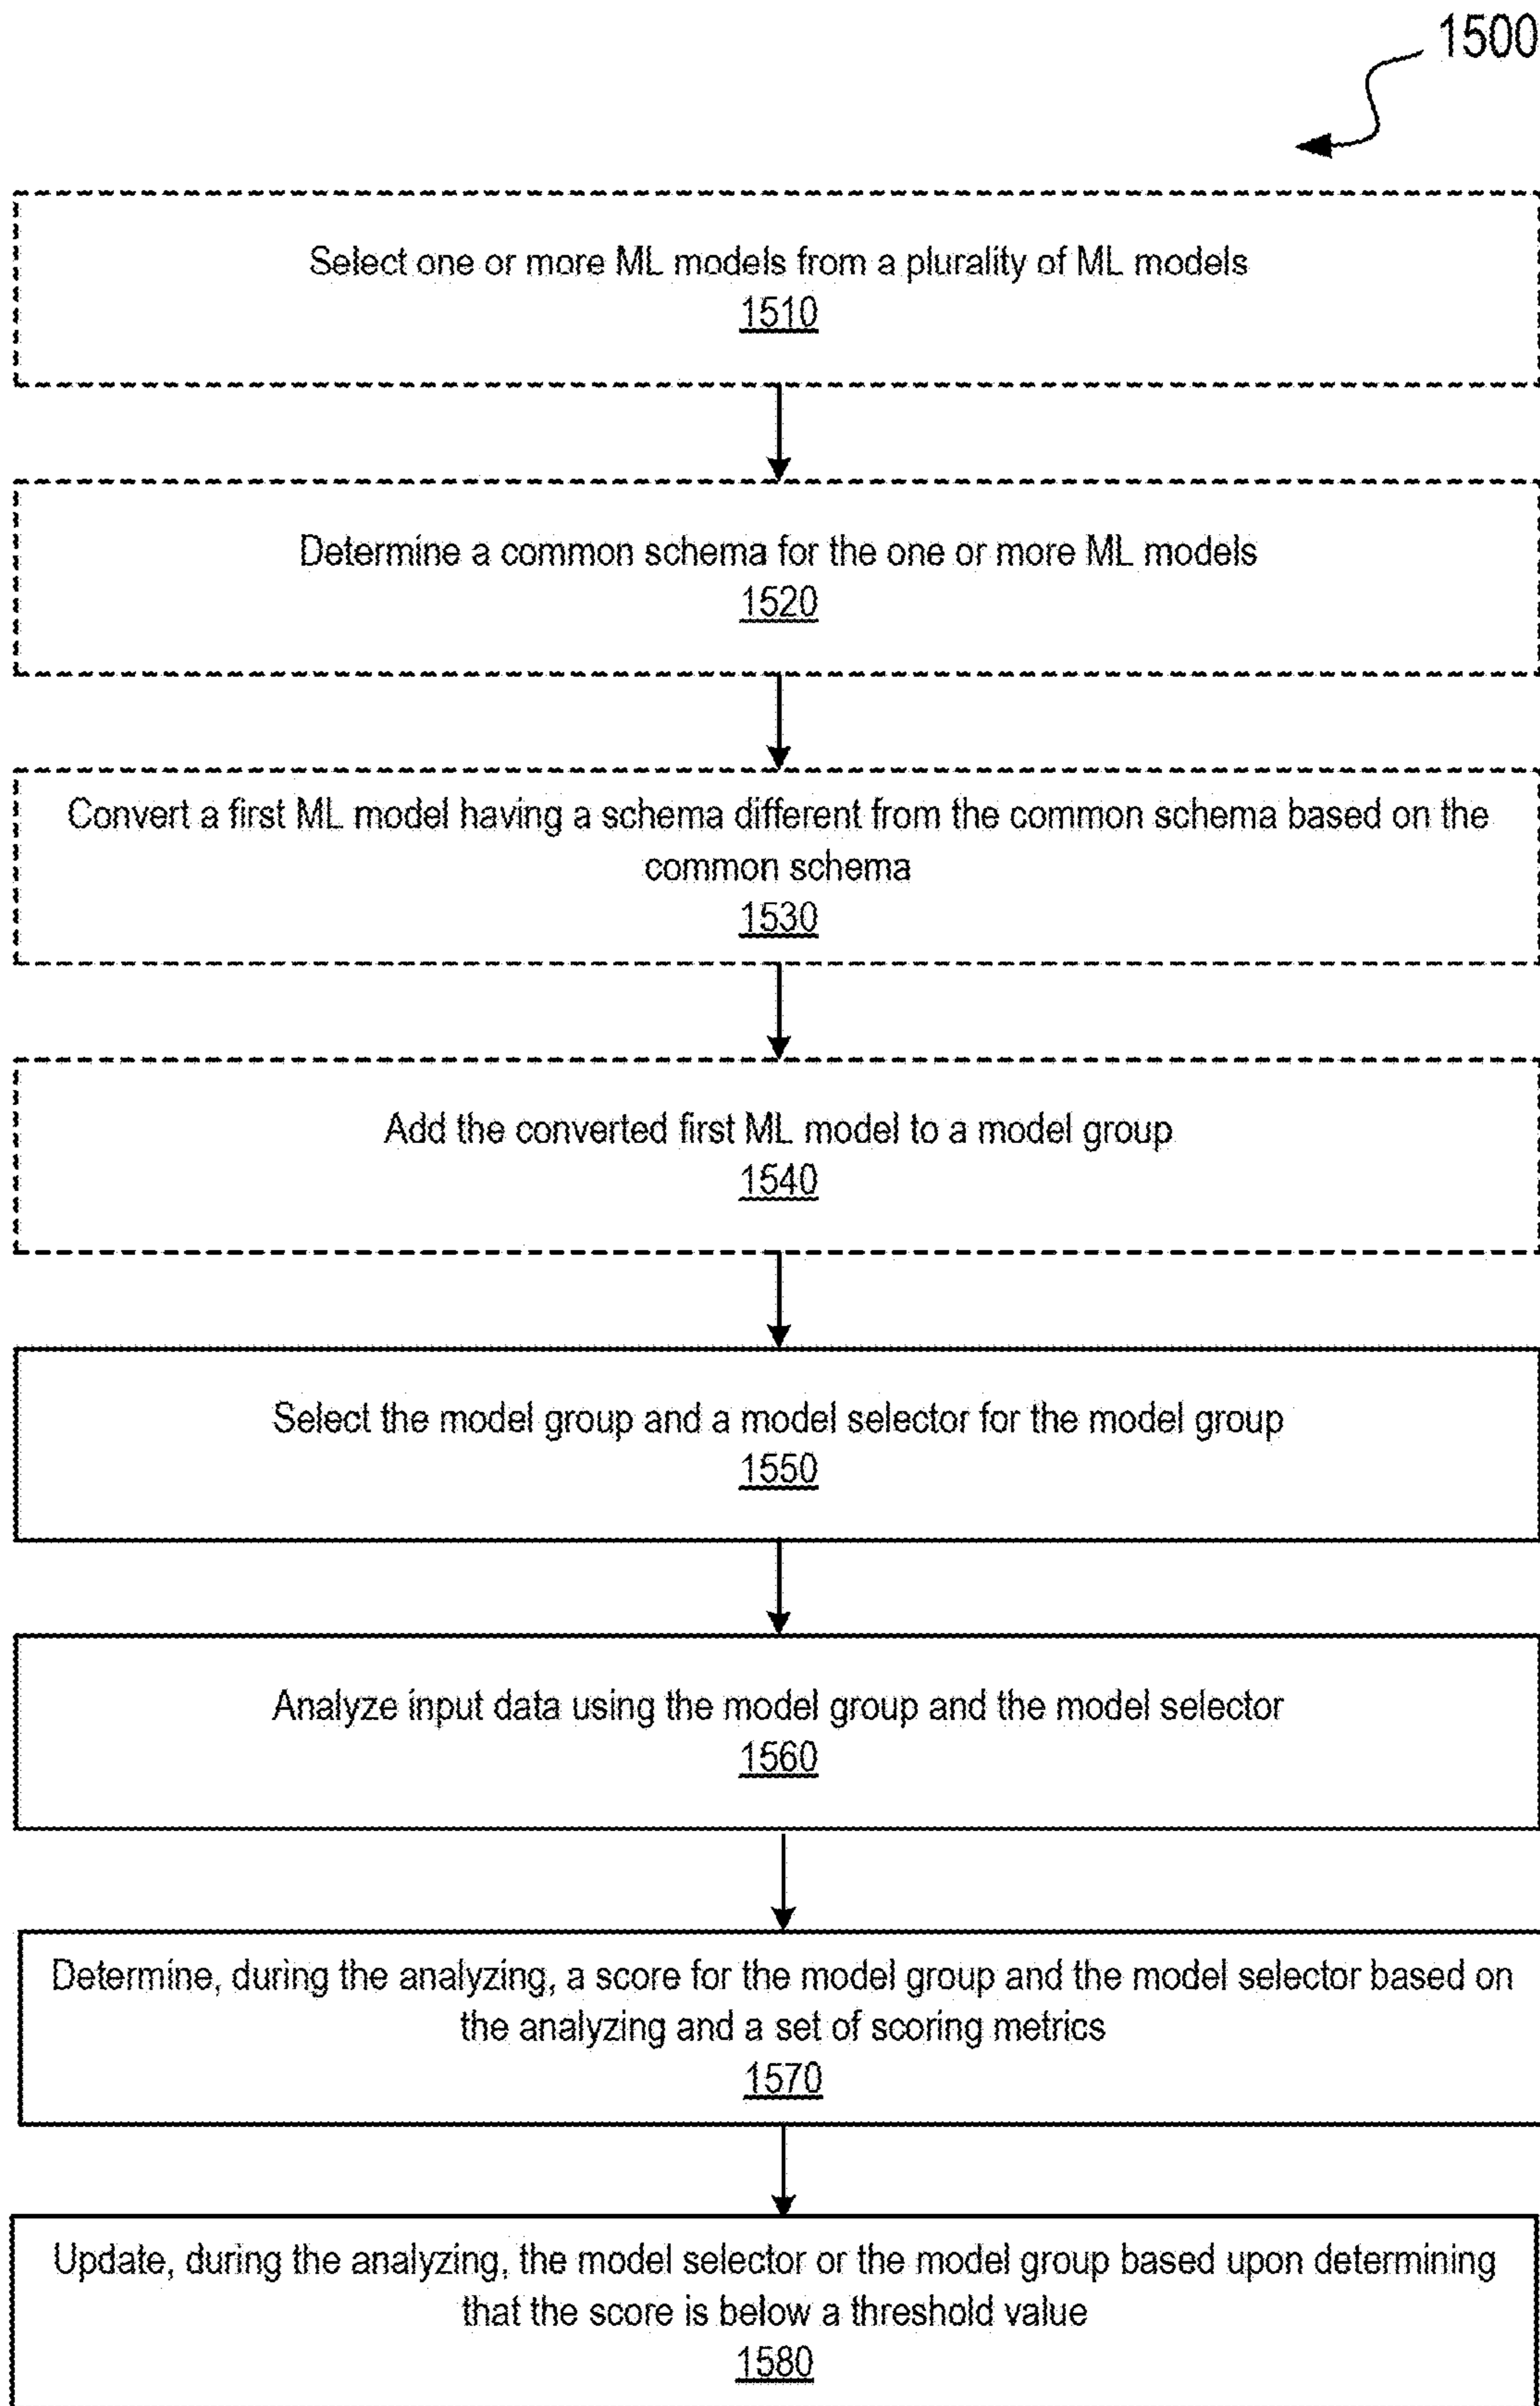 1500
Select one or more ML models from a plurality of ML models
1510
Determine a common schema for the one or more ML models
1520
Convert a first ML model having a schema different from the common schema based on the
common schema
1530
Add the converted first ML model to a model group
1540
Select the model group and a model selector for the model group
1550
Analyze input data using the model group and the model selector
1560
Determine, during the analyzing, a score for the model group and the model selector based on
the analyzing and a set of scoring metrics
1570
Update, during the analyzing, the model selector or the model group based upon determining
that the score is below a threshold value
1580